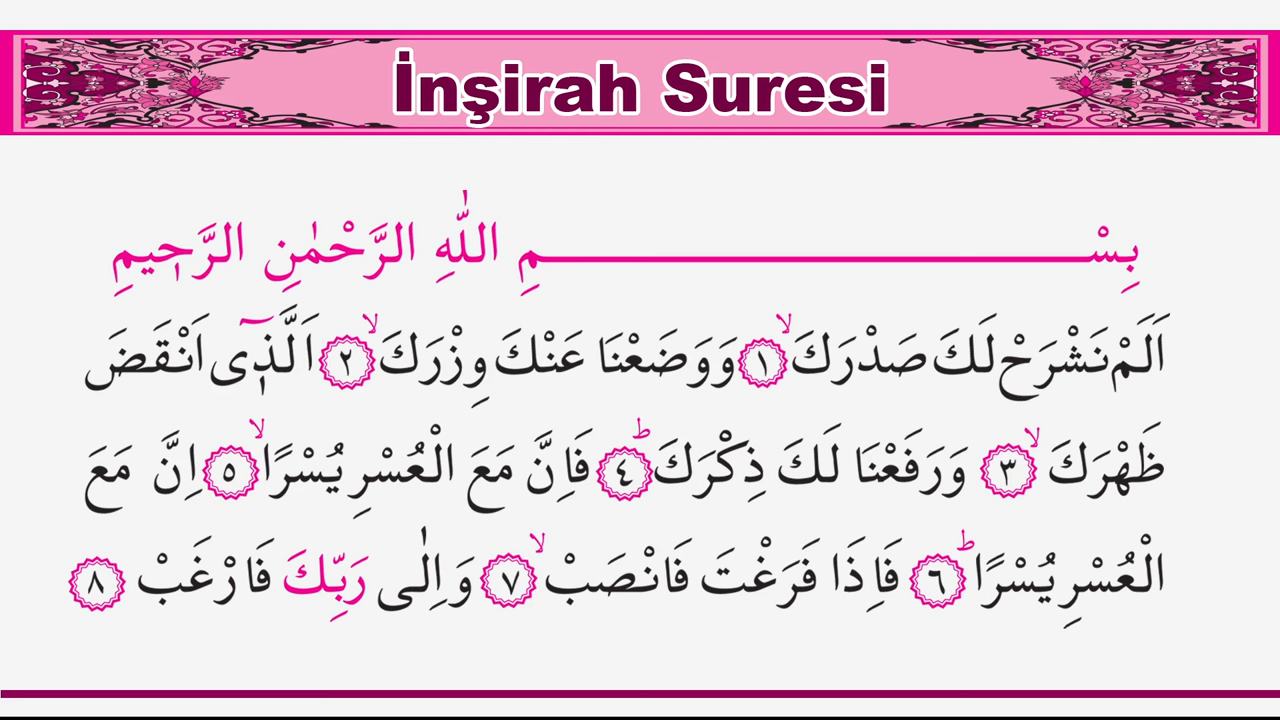 İnşirah Suresi
بِسْمِ اللّٰهِ الرَّحْمٰنِ الرَّحٖيمِ
اَلَمْ نَشْرَحْ لَكَ صَدْرَكَۙ ﴿١﴾ وَوَضَعْنَا عَنْكَ وِزْرَكَۙ ﴿٢﴾ اَلَّذٖٓى اَنْقَضَ
ظَهْرَكَۙ ﴿٣﴾ وَرَفَعْنَا لَكَ ذِكْرَكَۜ ﴿٤﴾ فَاِنَّ مَعَ الْعُسْرِ يُسْرًاۙ ﴿٥﴾ اِنَّ مَعَ
الْعُسْرِ يُسْرًاۜ ﴿٦﴾ فَاِذَا فَرَغْتَ فَانْصَبْۙ ﴿٧﴾ وَاِلٰى رَبِّكَ فَارْغَبْ ﴿٨﴾